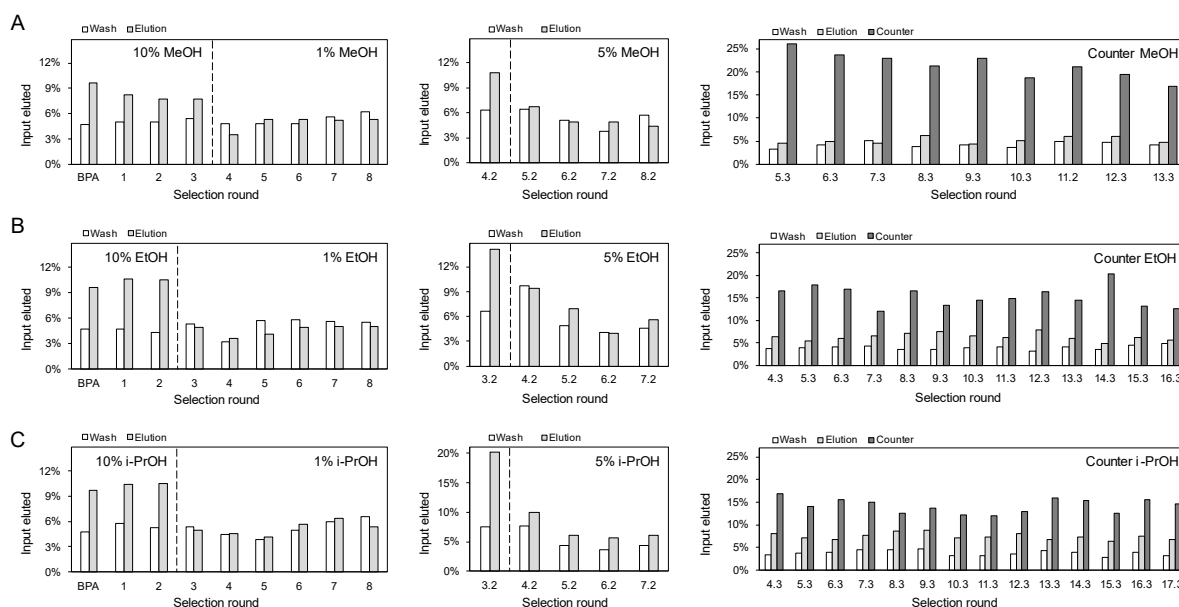 A
Wash Elution
10% MeOH 1% MeOH
Input eluted
12%
9%
6%
3%
0%
BPA 1 2 3 4 5 6 7 8
Selection round
Wash Elution
5% MeOH
Input eluted
12%
9%
6%
3%
0%
4.2 5.2 6.2 7.2 8.2
Selection round
Wash Elution Counter
Counter MeOH
Input eluted
25%
20%
15%
10%
5%
0%
5.3 6.3 7.3 8.3 9.3 10.3 11.2 12.3 13.3
Selection round
B
Wash Elution
10% EtOH 1% EtOH
Input eluted
12%
9%
6%
3%
0%
BPA 1 2 3 4 5 6 7 8
Selection round
Wash Elution
5% EtOH
Input eluted
12%
9%
6%
3%
0%
3.2 4.2 5.2 6.2 7.2
Selection round
Wash Elution Counter
Counter EtOH
Input eluted
25%
20%
15%
10%
5%
0%
4.3 5.3 6.3 7.3 8.3 9.3 10.3 11.3 12.3 13.3 14.3 15.3 16.3
Selection round
C
Wash Elution
10% i-PrOH 1% i-PrOH
Input eluted
12%
9%
6%
3%
0%
BPA 1 2 3 4 5 6 7 8
Selection round
Wash Elution
5% i-PrOH
Input eluted
20%
15%
10%
5%
0%
3.2 4.2 5.2 6.2 7.2
Selection round
Wash Elution Counter
Counter i-PrOH
Input eluted
25%
20%
15%
10%
5%
0%
4.3 5.3 6.3 7.3 8.3 9.3 10.3 11.3 12.3 13.3 14.3 15.3 16.3 17.3
Selection round